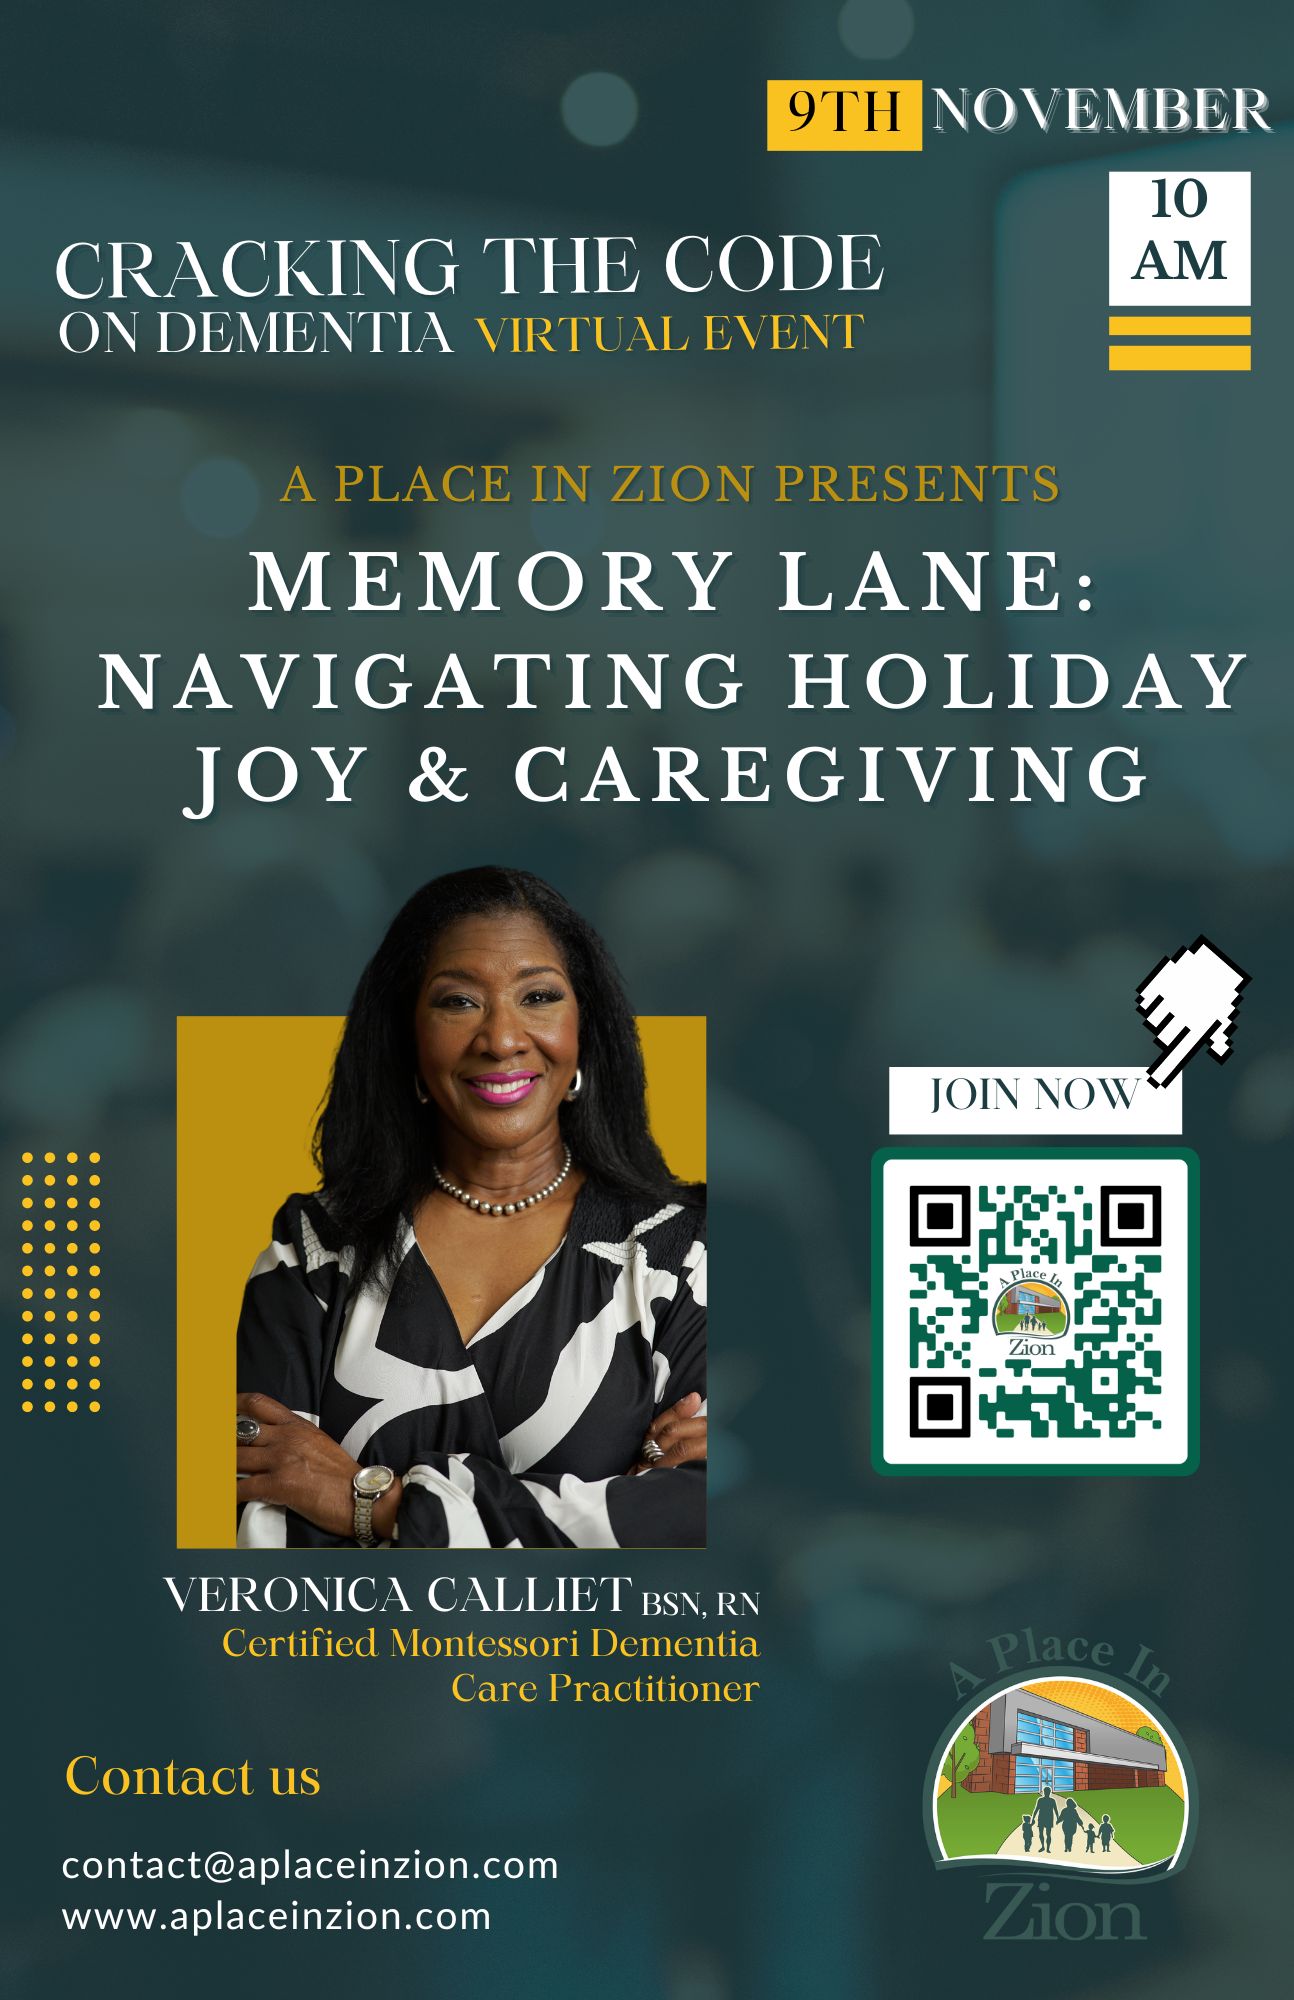 9TH NOVEMBER
10
AM
CRACKING THE CODE
ON DEMENTIA VIRTUAL EVENT
A PLACE IN ZION PRESENTS
MEMORY LANE:
NAVIGATING HOLIDAY
JOY & CAREGIVING
JOIN NOW
A Place In
Zion
VERONICA CALLIET BSN, RN
Certified Montessori Dementia
Care Practitioner
A Place In
Zion
Contact us
contact@aplaceinzion.com
www.aplaceinzion.com